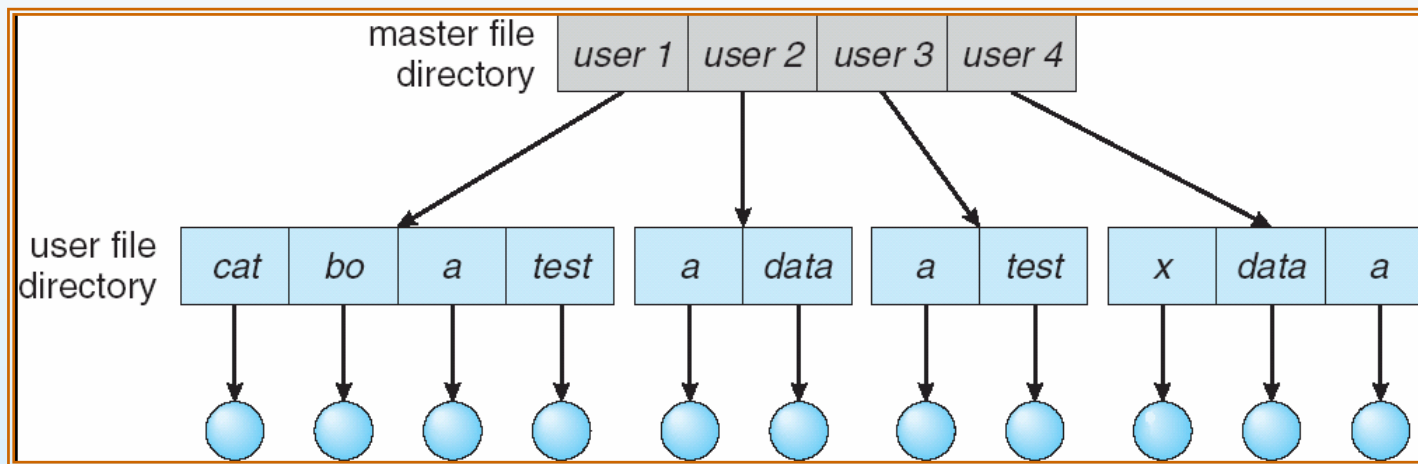 master file
directory
user 1 user 2 user 3 user 4
user file
directory
cat bo a test a data a test x data a